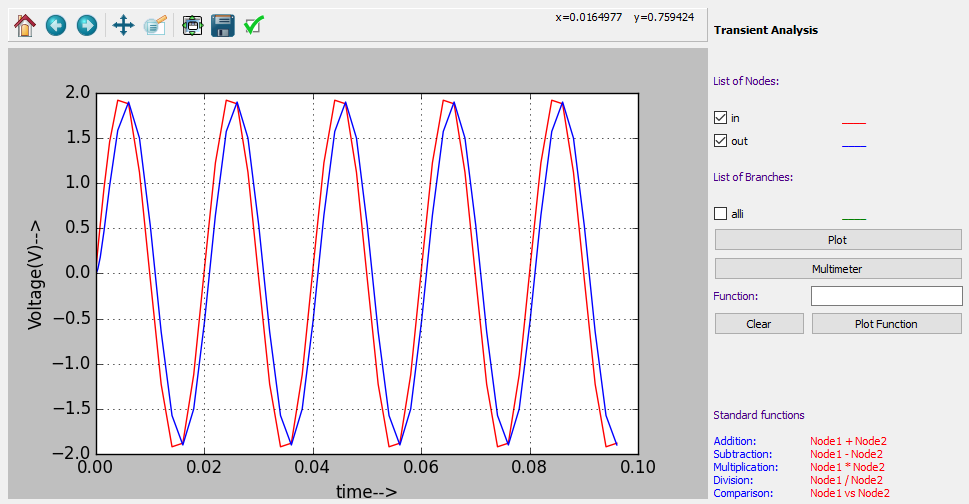 x=0.0164977 y=0.759424
Transient Analysis
List of Nodes:
in
out
List of Branches:
alli
Plot
Multimeter
Function:
Clear
Plot Function
Standard functions
Addition: Node1 + Node2
Subtraction: Node1 - Node2
Multiplication: Node1 * Node2
Division: Node1 / Node2
Comparison: Node1 vs Node2
Voltage(V)-->
2.0
1.5
1.0
0.5
0.0
−0.5
−1.0
−1.5
−2.0
0.00 0.02 0.04 0.06 0.08 0.10
time-->